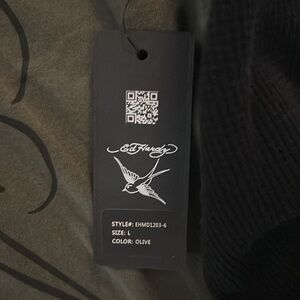 Ed Hardy
STYLE#: EHMD1203-6
SIZE: L
COLOR: OLIVE